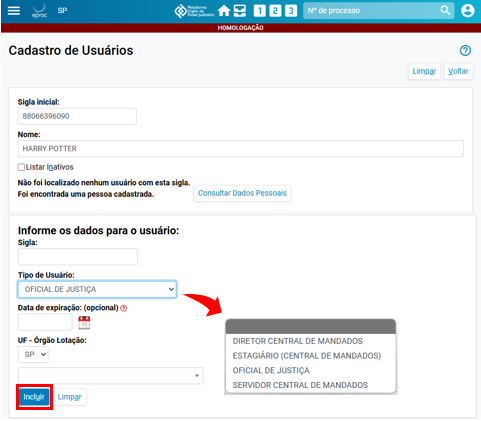 eproc SP Plataforma Digital do Poder Judiciário 1 2 3 Nº de processo
HOMOLOGAÇÃO
Cadastro de Usuários
Limpar Voltar
Sigla inicial:
88066396090
Nome:
HARRY POTTER
Listar Inativos
Não foi localizado nenhum usuário com esta sigla.
Foi encontrada uma pessoa cadastrada.
Consultar Dados Pessoais
Informe os dados para o usuário:
Sigla:
Tipo de Usuário:
OFICIAL DE JUSTIÇA
Data de expiração: (opcional)
UF - Órgão Lotação:
SP
Incluir Limpar
DIRETOR CENTRAL DE MANDADOS
ESTAGIÁRIO (CENTRAL DE MANDADOS)
OFICIAL DE JUSTIÇA
SERVIDOR CENTRAL DE MANDADOS